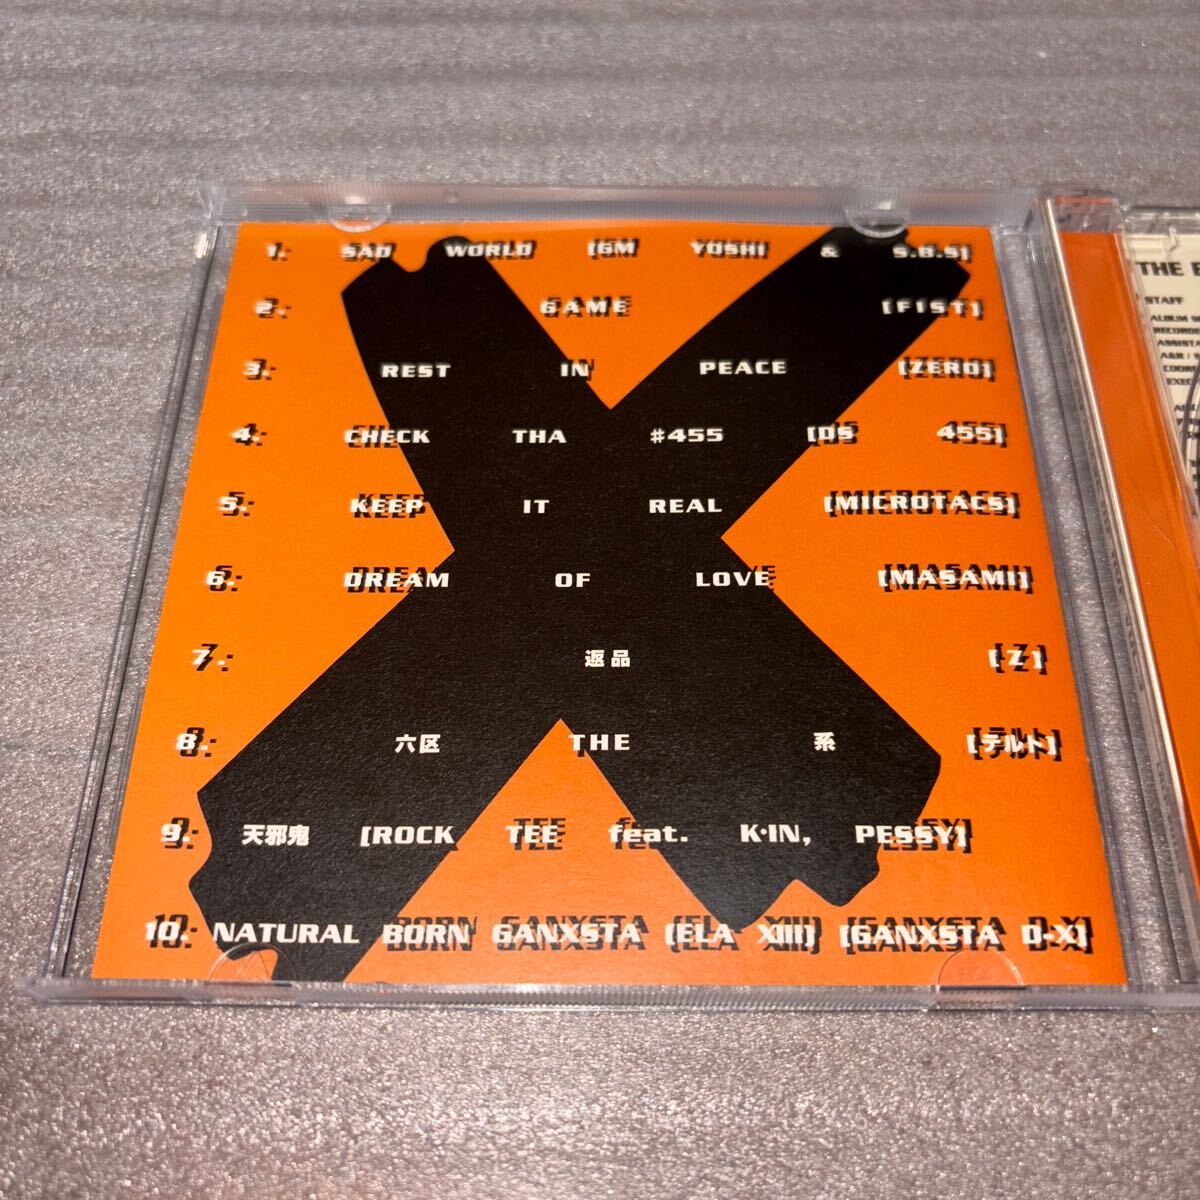 1. SAD WORLD [GM YOSHI & S.B.S]
2. GAME [FIST]
3. REST IN PEACE [ZERO]
4. CHECK THA #455 [DS 455]
5. KEEP IT REAL [MICROTACS]
6. DREAM OF LOVE [MASAMI]
7. 返品 [Z]
8. 六区 THE 系 [テルト]
9. 天邪鬼 [ROCK TEE feat. K・IN, PESSY]
10. NATURAL BORN GANXSTA (ELA XIII) [GANXSTA D-X]
THE
STAFF
ALBUM